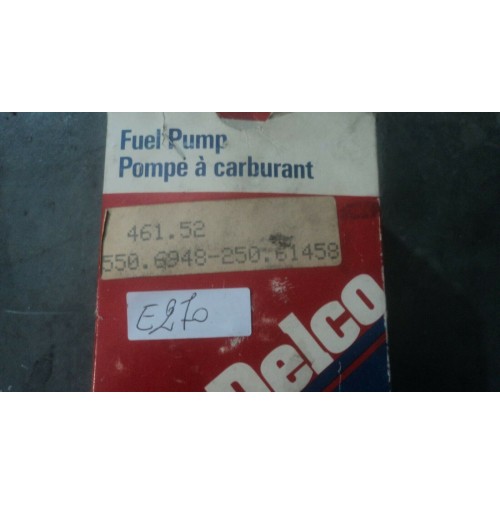 Fuel Pump
Pompe à carburant
461.52
550.6948-250.61458
E270
Delco